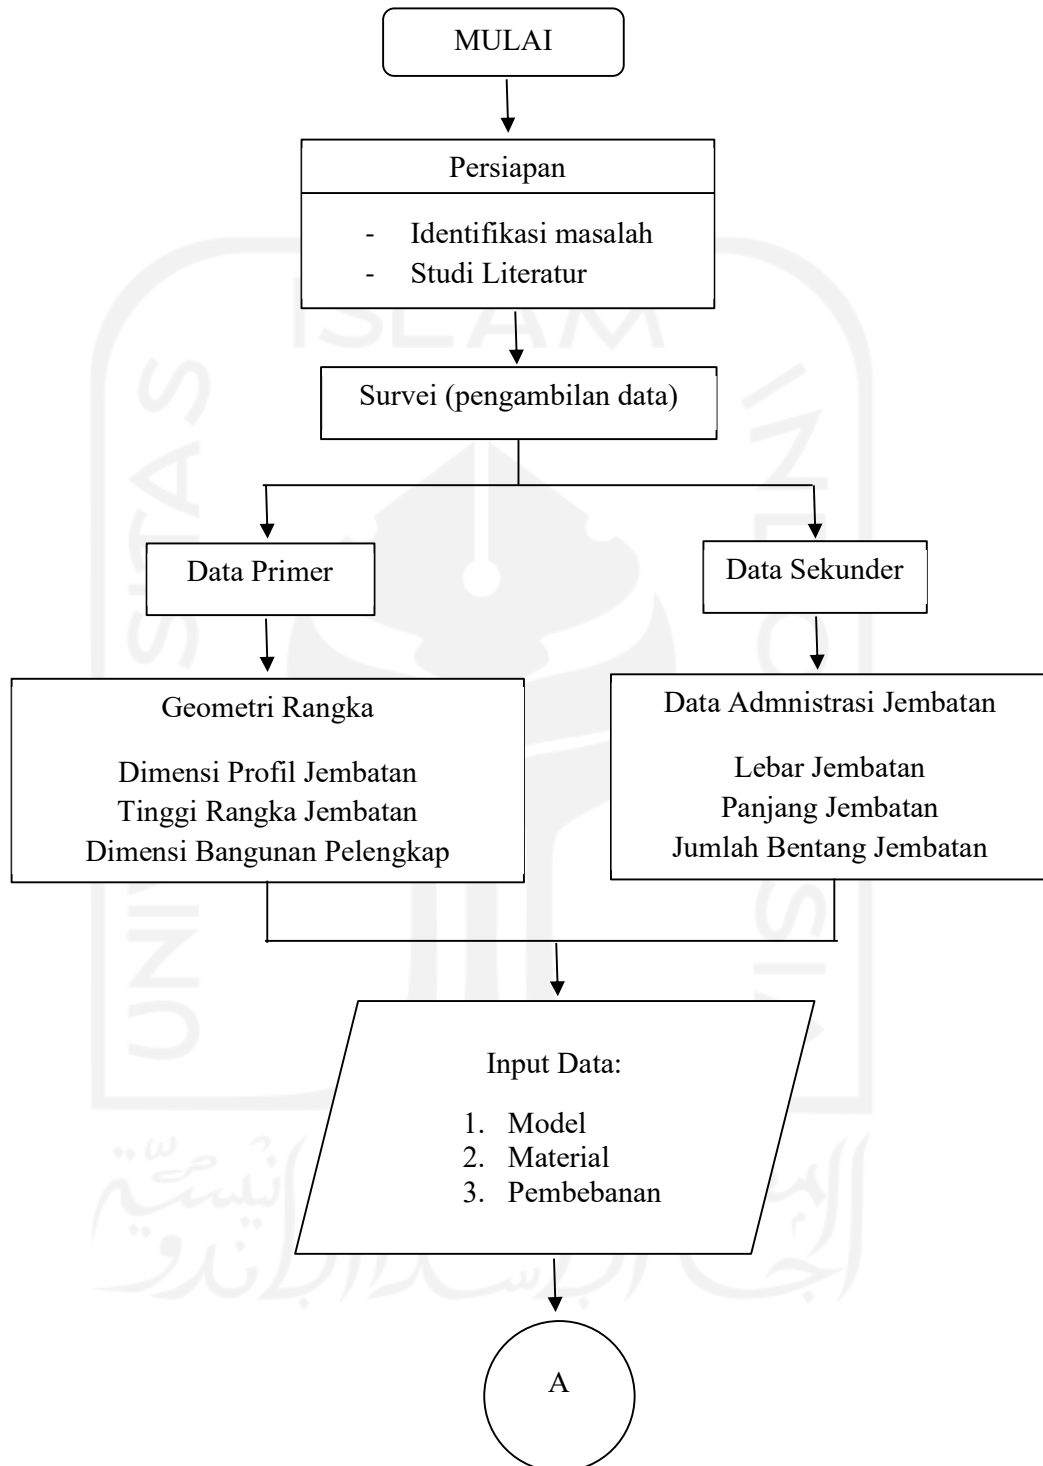 MULAI
Persiapan
- Identifikasi masalah
- Studi Literatur
Survei (pengambilan data)
Data Primer
Data Sekunder
Geometri Rangka
Dimensi Profil Jembatan
Tinggi Rangka Jembatan
Dimensi Bangunan Pelengkap
Data Admnistrasi Jembatan
Lebar Jembatan
Panjang Jembatan
Jumlah Bentang Jembatan
Input Data:
1. Model
2. Material
3. Pembebanan
A
ISLAM